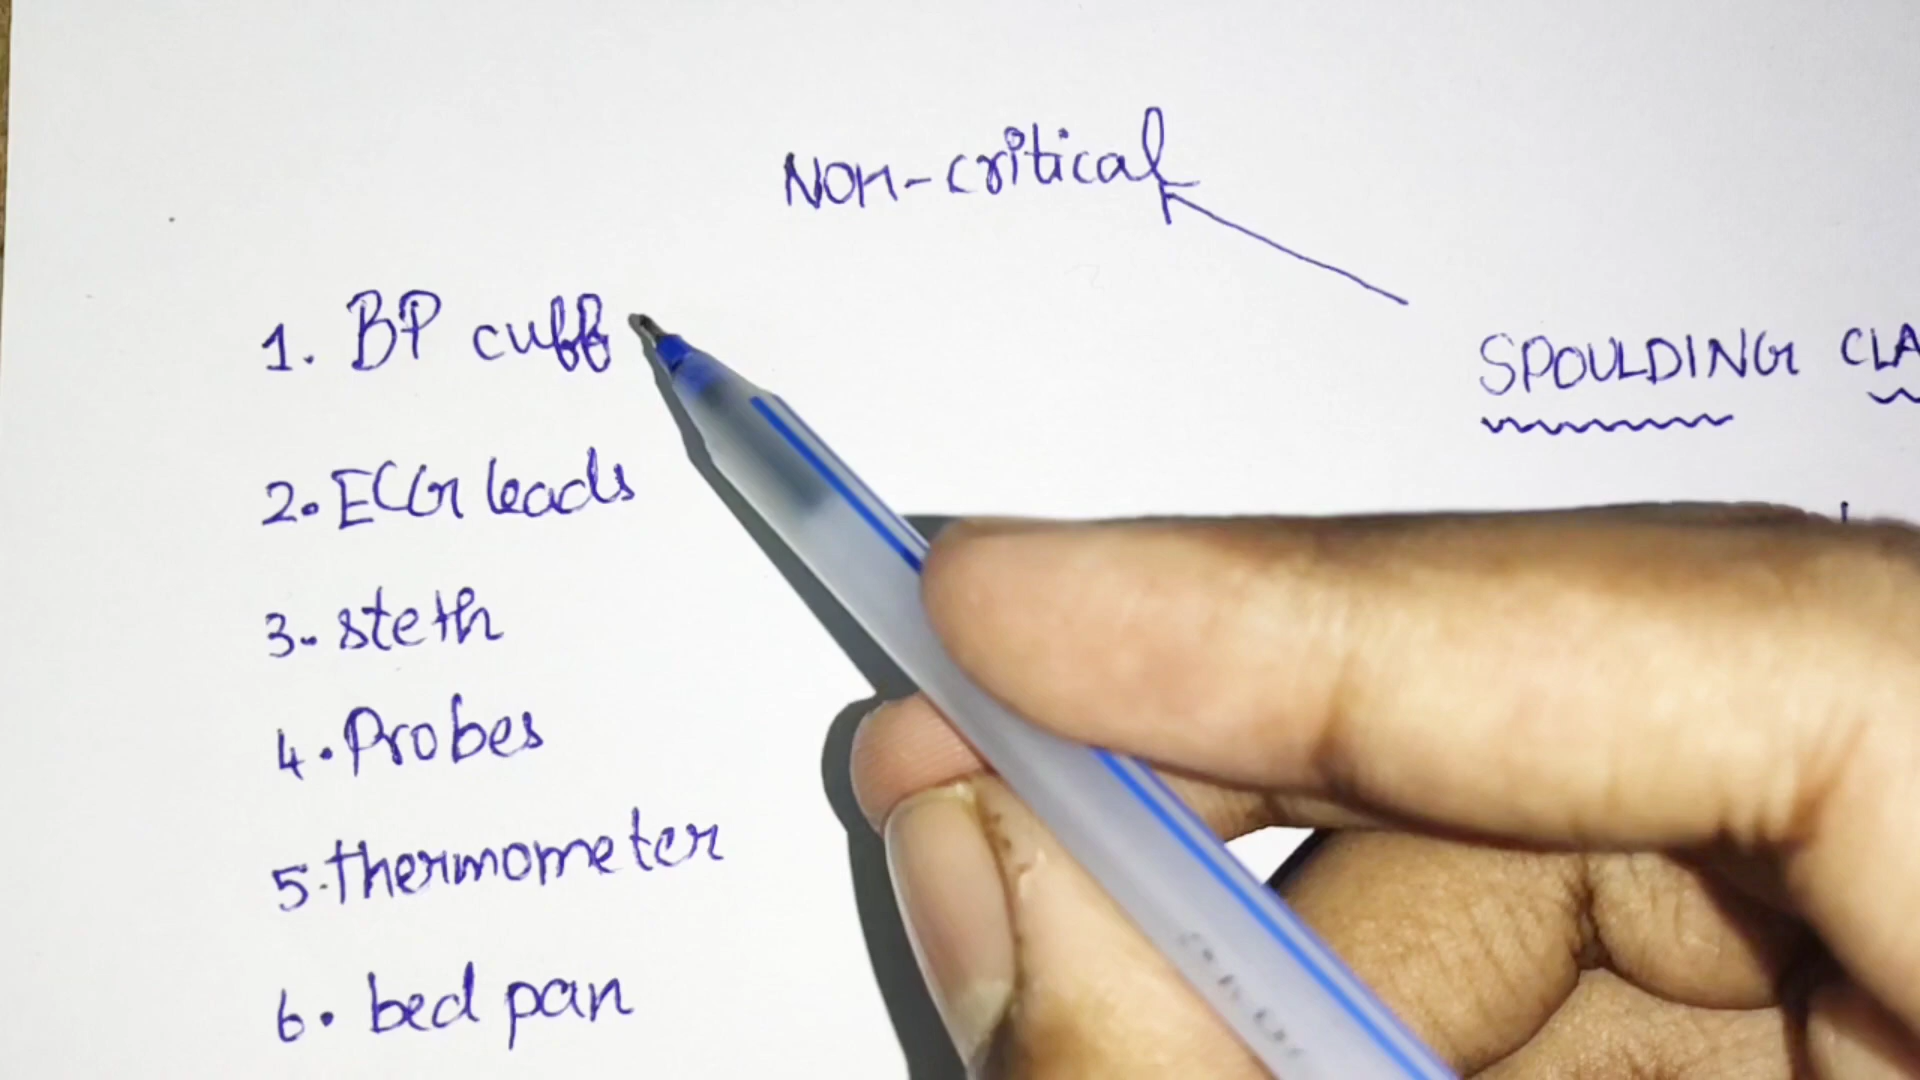 Non-critical
1. BP cuff
SPOULDING CLA
2. ECG leads
3. steth
4. Probes
5. thermometer
6. bed pan